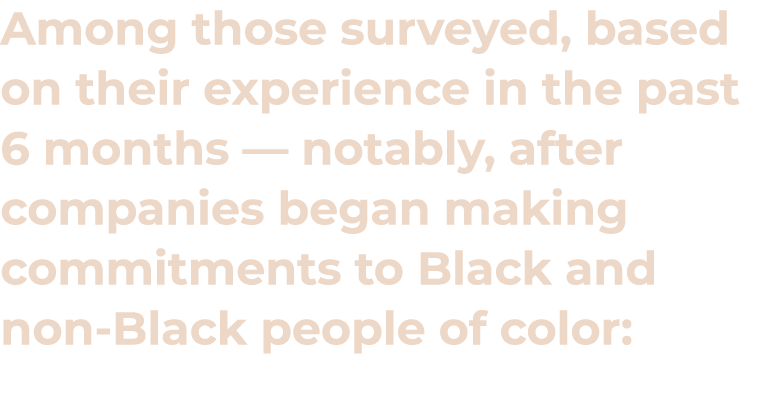 Among those surveyed, based
on their experience in the past
6 months — notably, after
companies began making
commitments to Black and
non-Black people of color: